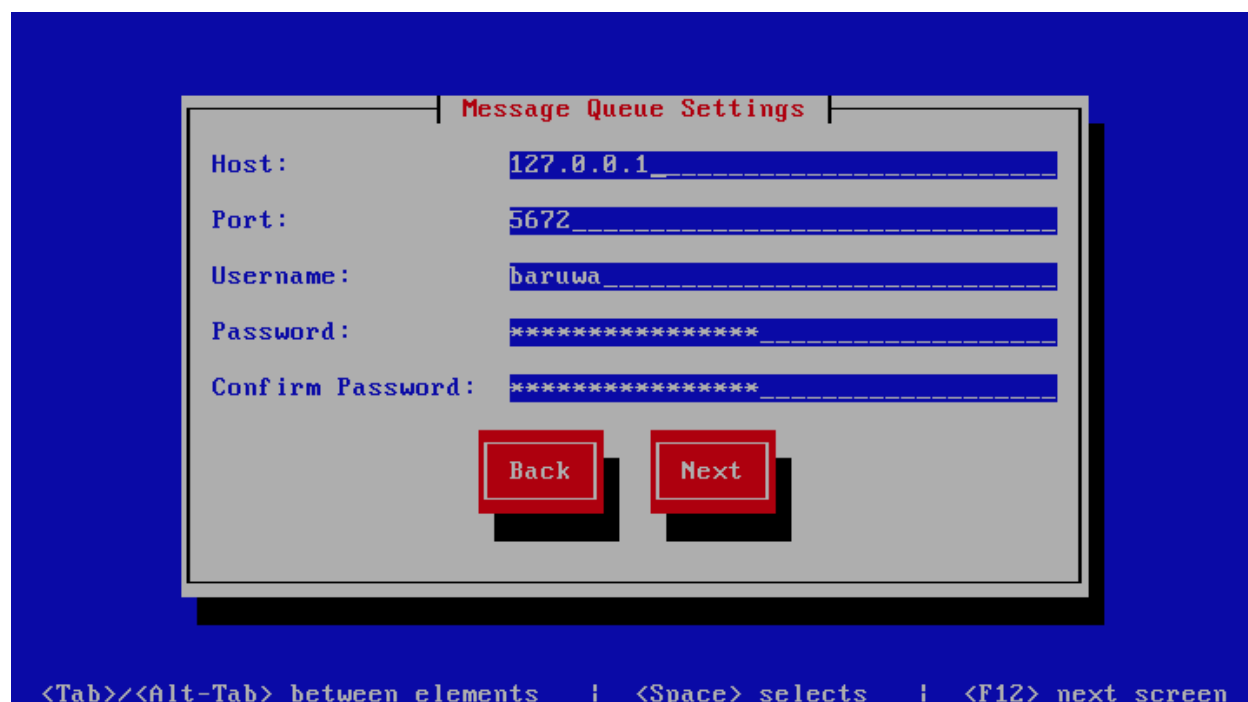 Message Queue Settings
Host: 127.0.0.1
Port: 5672
Username: baruwa
Password: ****************
Confirm Password: ****************
Back Next
<Tab>/<Alt-Tab> between elements | <Space> selects | <F12> next screen